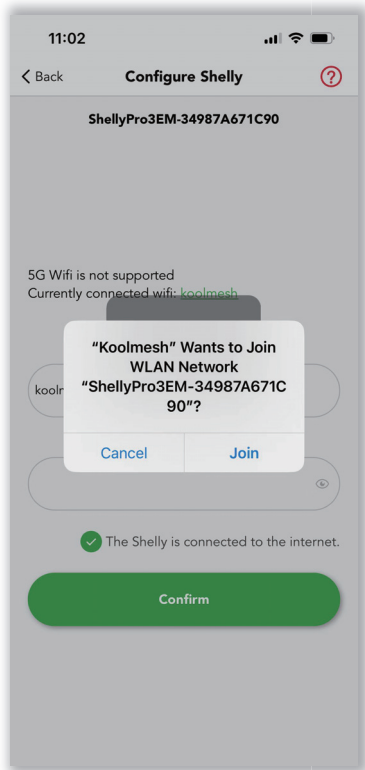 11:02
Back Configure Shelly ?
ShellyPro3EM-34987A671C90
5G Wifi is not supported
Currently connected wifi: koolmesh
"Koolmesh" Wants to Join
WLAN Network
"ShellyPro3EM-34987A671C
90"?
Cancel Join
The Shelly is connected to the internet.
Confirm